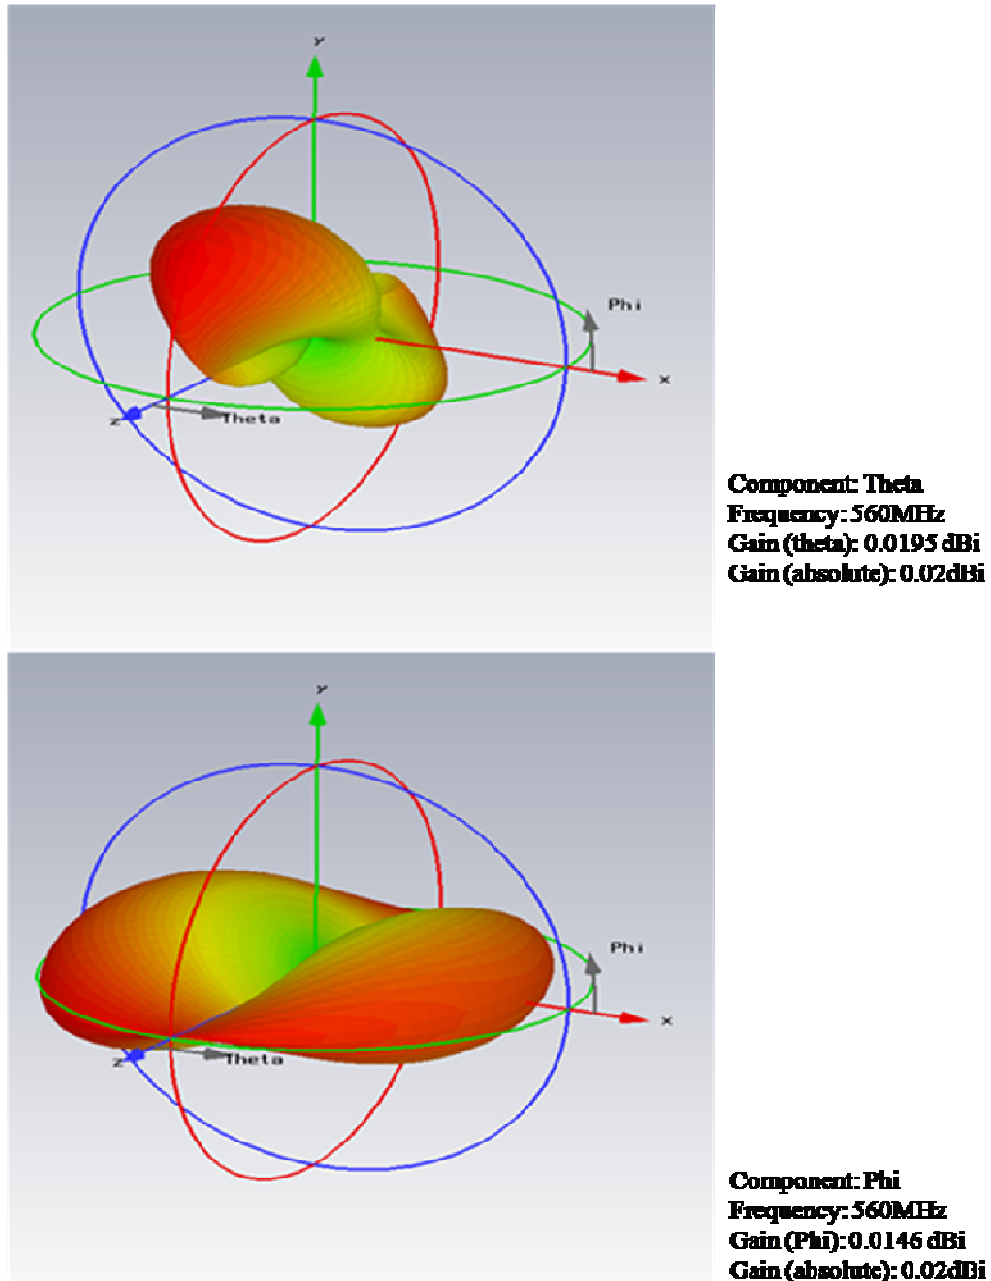 y
Phi
x
z
Theta
Component: Theta
Frequency: 560MHz
Gain (theta): 0.0195 dBi
Gain (absolute): 0.02dBi
y
Phi
x
z
Theta
Component: Phi
Frequency: 560MHz
Gain (Phi): 0.0146 dBi
Gain (absolute): 0.02dBi